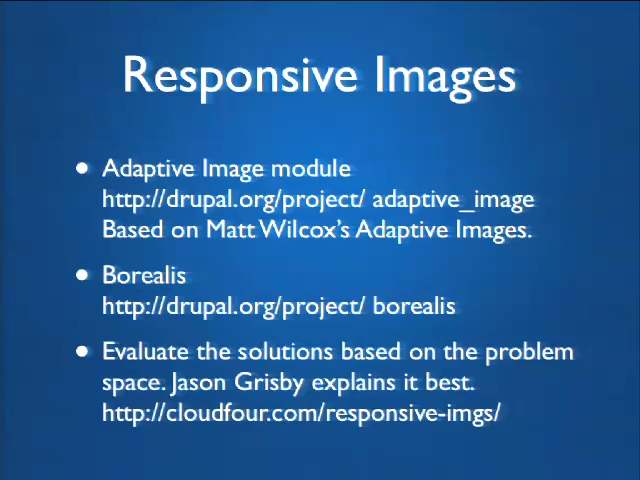 Responsive Images
• Adaptive Image module
http://drupal.org/project/ adaptive_image
Based on Matt Wilcox's Adaptive Images.
• Borealis
http://drupal.org/project/ borealis
• Evaluate the solutions based on the problem
space. Jason Grisby explains it best.
http://cloudfour.com/responsive-imgs/